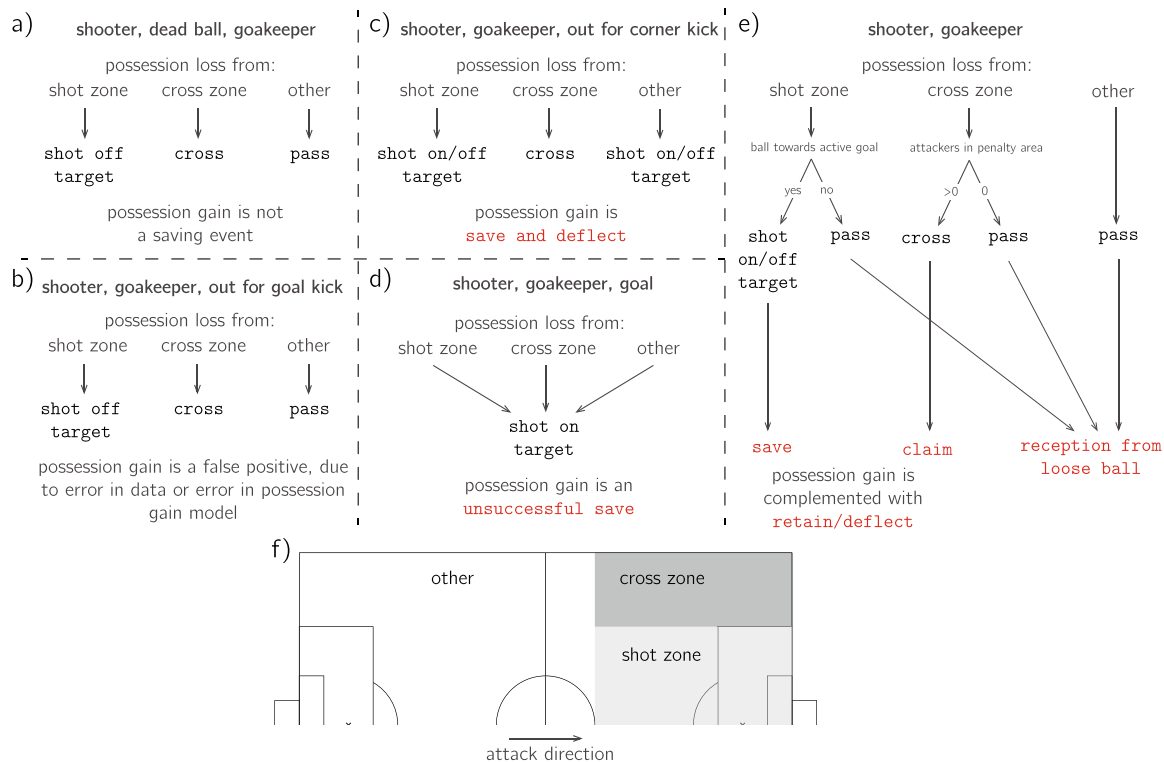 a)
shooter, dead ball, goakeeper
possession loss from:
shot zone cross zone other
shot off target
cross
pass
possession gain is not
a saving event
b)
shooter, goakeeper, out for goal kick
possession loss from:
shot zone cross zone other
shot off target
cross
pass
possession gain is a false positive, due
to error in data or error in possession
gain model
c)
shooter, goakeeper, out for corner kick
possession loss from:
shot zone cross zone other
shot on/off target
cross
shot on/off target
possession gain is
save and deflect
d)
shooter, goakeeper, goal
possession loss from:
shot zone cross zone other
shot on
target
possession gain is an
unsuccessful save
e)
shooter, goakeeper
possession loss from:
shot zone cross zone other
ball towards active goal attackers in penalty area
yes no >0 0
shot on/off target
pass
cross
pass
pass
save
claim
reception from
loose ball
possession gain is
complemented with
retain/deflect
f)
other
cross zone
shot zone
attack direction